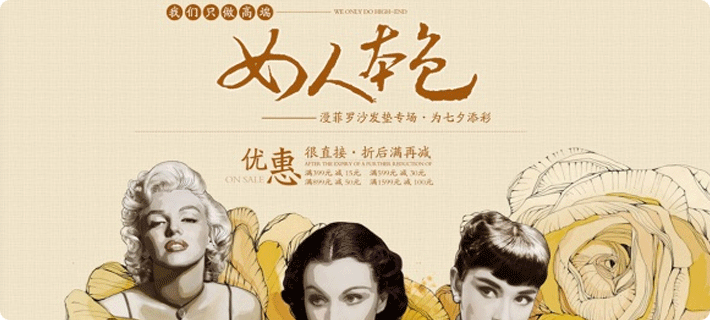 我们只做高端 WE ONLY DO HIGH-END
女人本色
漫菲罗沙发垫专场·为七夕添彩
优惠 ON SALE
很直接·折后满再减
AFTER THE EXPIRY OF A FURTHER REDUCTION OF
满399元 减 15元 满599元 减 30元
满899元 减 50元 满1599元 减 100元